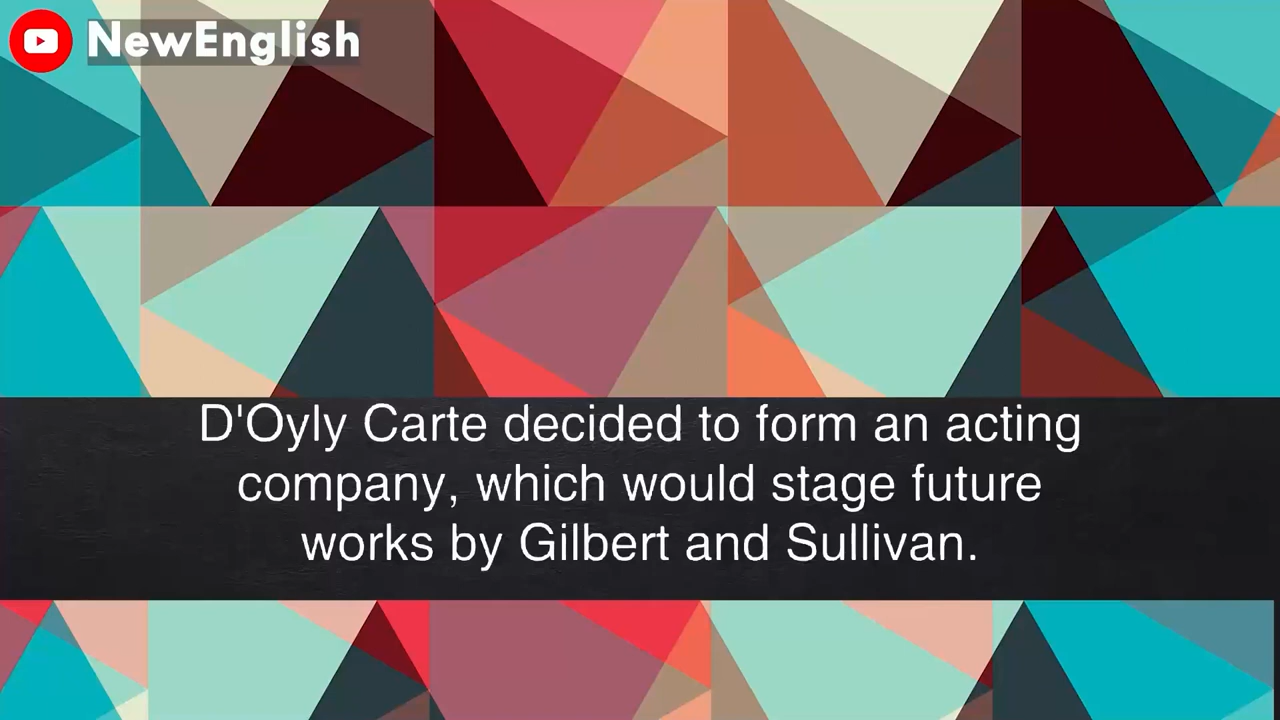 NewEnglish
D'Oyly Carte decided to form an acting
company, which would stage future
works by Gilbert and Sullivan.